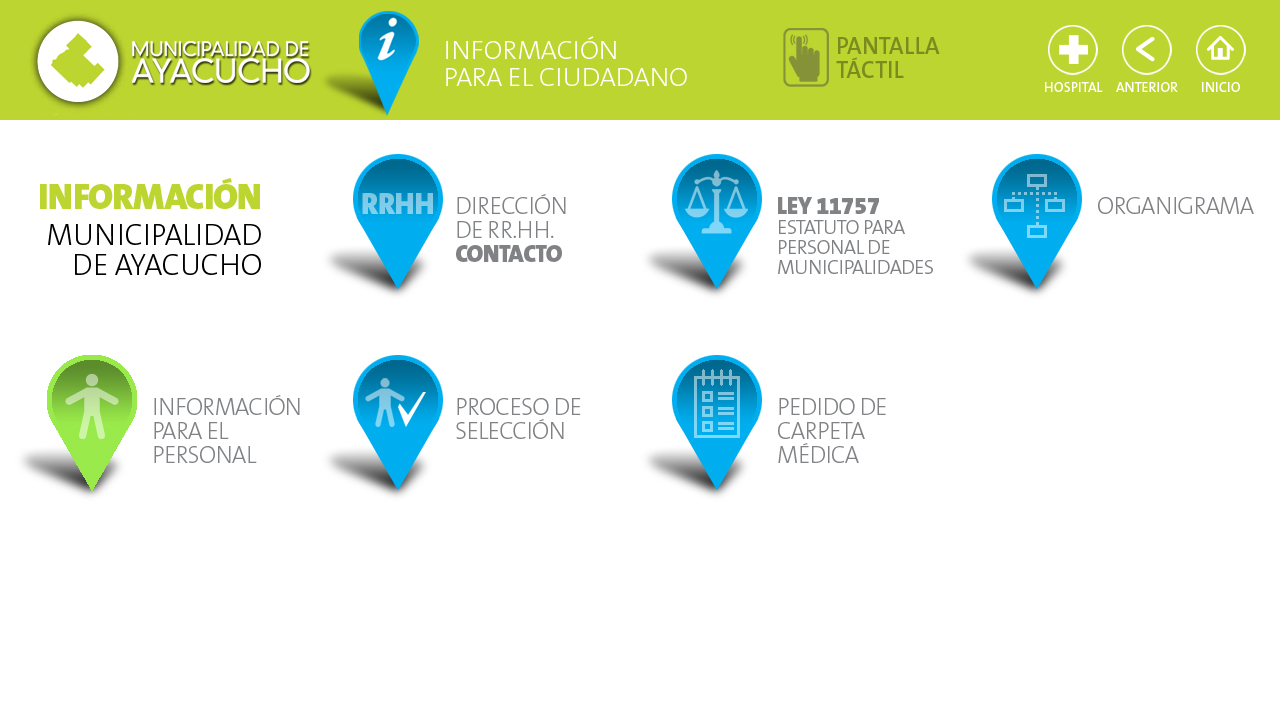 MUNICIPALIDAD DE
AYACUCHO
i
INFORMACIÓN
PARA EL CIUDADANO
PANTALLA
TÁCTIL
HOSPITAL
ANTERIOR
INICIO
INFORMACIÓN
MUNICIPALIDAD
DE AYACUCHO
RRHH
DIRECCIÓN
DE RR.HH.
CONTACTO
LEY 11757
ESTATUTO PARA
PERSONAL DE
MUNICIPALIDADES
ORGANIGRAMA
INFORMACIÓN
PARA EL
PERSONAL
PROCESO DE
SELECCIÓN
PEDIDO DE
CARPETA
MÉDICA